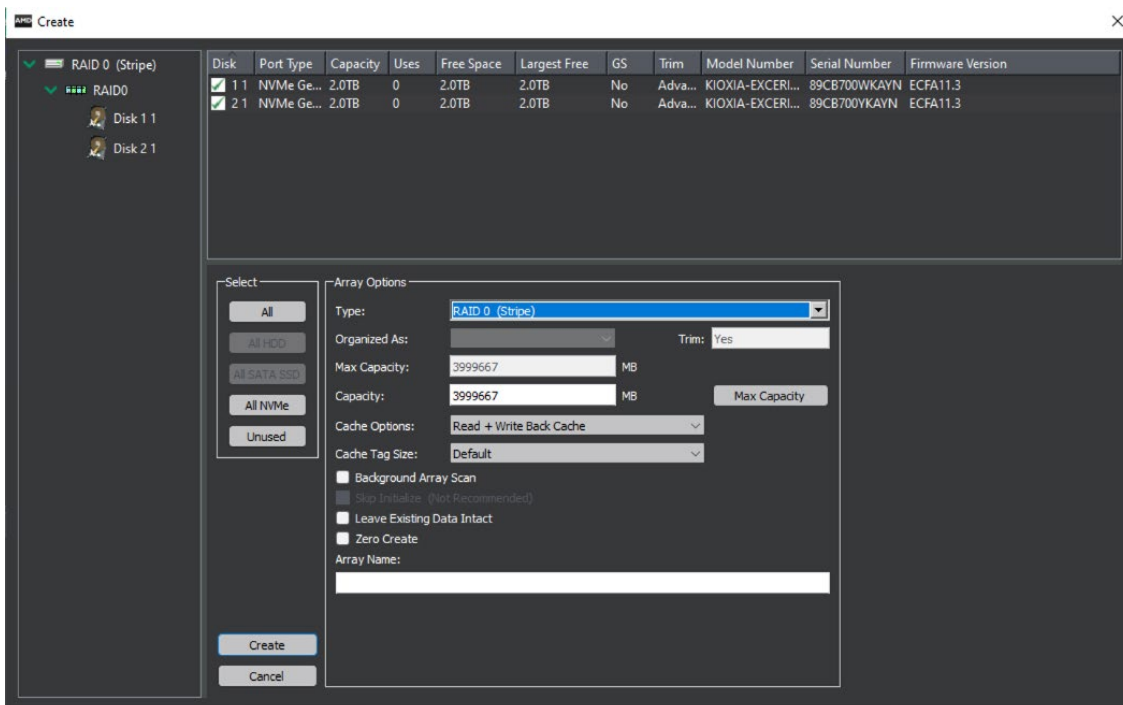 AMD Create
RAID 0 (Stripe)
RAID0
Disk 1 1
Disk 2 1
Disk Port Type Capacity Uses Free Space Largest Free GS Trim Model Number Serial Number Firmware Version
1 1 NVMe Ge... 2.0TB 0 2.0TB 2.0TB No Adva... KIOXIA-EXCERI... 89CB700WKAYN ECFA11.3
2 1 NVMe Ge... 2.0TB 0 2.0TB 2.0TB No Adva... KIOXIA-EXCERI... 89CB700YKAYN ECFA11.3
Select
All
All HDD
All SATA SSD
All NVMe
Unused
Array Options
Type: RAID 0 (Stripe)
Organized As: Trim: Yes
Max Capacity: 3999667 MB
Capacity: 3999667 MB Max Capacity
Cache Options: Read + Write Back Cache
Cache Tag Size: Default
Background Array Scan
Skip Initialize (Not Recommended)
Leave Existing Data Intact
Zero Create
Array Name:
Create
Cancel